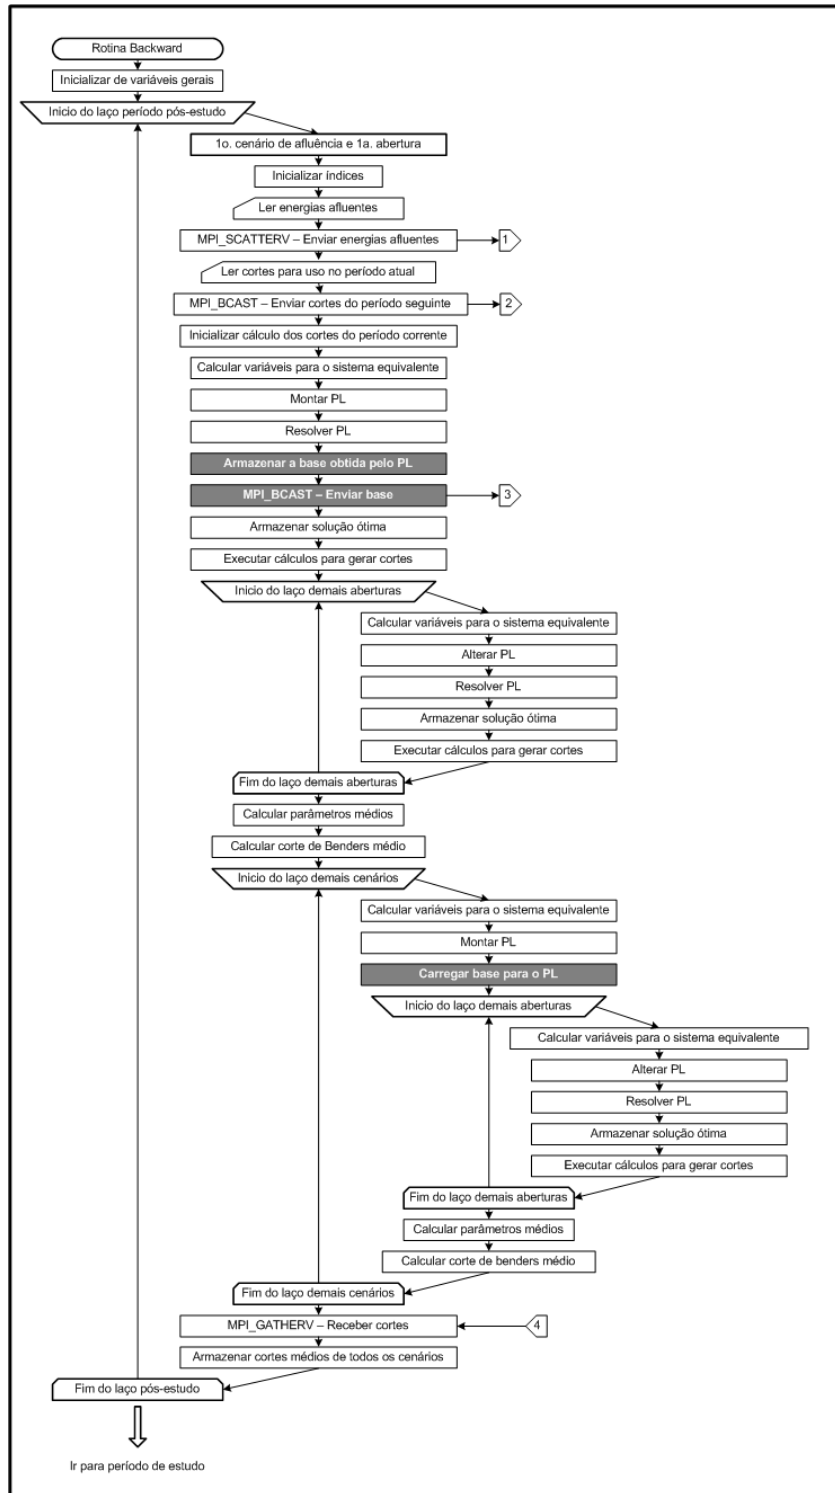 Rotina Backward
Inicializar de variáveis gerais
Inicio do laço período pós-estudo
1o. cenário de afluência e 1a. abertura
Inicializar índices
Ler energias afluentes
MPI_SCATTERV – Enviar energias afluentes
1
Ler cortes para uso no período atual
MPI_BCAST – Enviar cortes do período seguinte
2
Inicializar cálculo dos cortes do período corrente
Calcular variáveis para o sistema equivalente
Montar PL
Resolver PL
Armazenar a base obtida pelo PL
MPI_BCAST – Enviar base
3
Armazenar solução ótima
Executar cálculos para gerar cortes
Inicio do laço demais aberturas
Calcular variáveis para o sistema equivalente
Alterar PL
Resolver PL
Armazenar solução ótima
Executar cálculos para gerar cortes
Fim do laço demais aberturas
Calcular parâmetros médios
Calcular corte de Benders médio
Inicio do laço demais cenários
Calcular variáveis para o sistema equivalente
Montar PL
Carregar base para o PL
Inicio do laço demais aberturas
Calcular variáveis para o sistema equivalente
Alterar PL
Resolver PL
Armazenar solução ótima
Executar cálculos para gerar cortes
Fim do laço demais aberturas
Calcular parâmetros médios
Calcular corte de benders médio
Fim do laço demais cenários
MPI_GATHERV – Receber cortes
4
Armazenar cortes médios de todos os cenários
Fim do laço pós-estudo
Ir para período de estudo